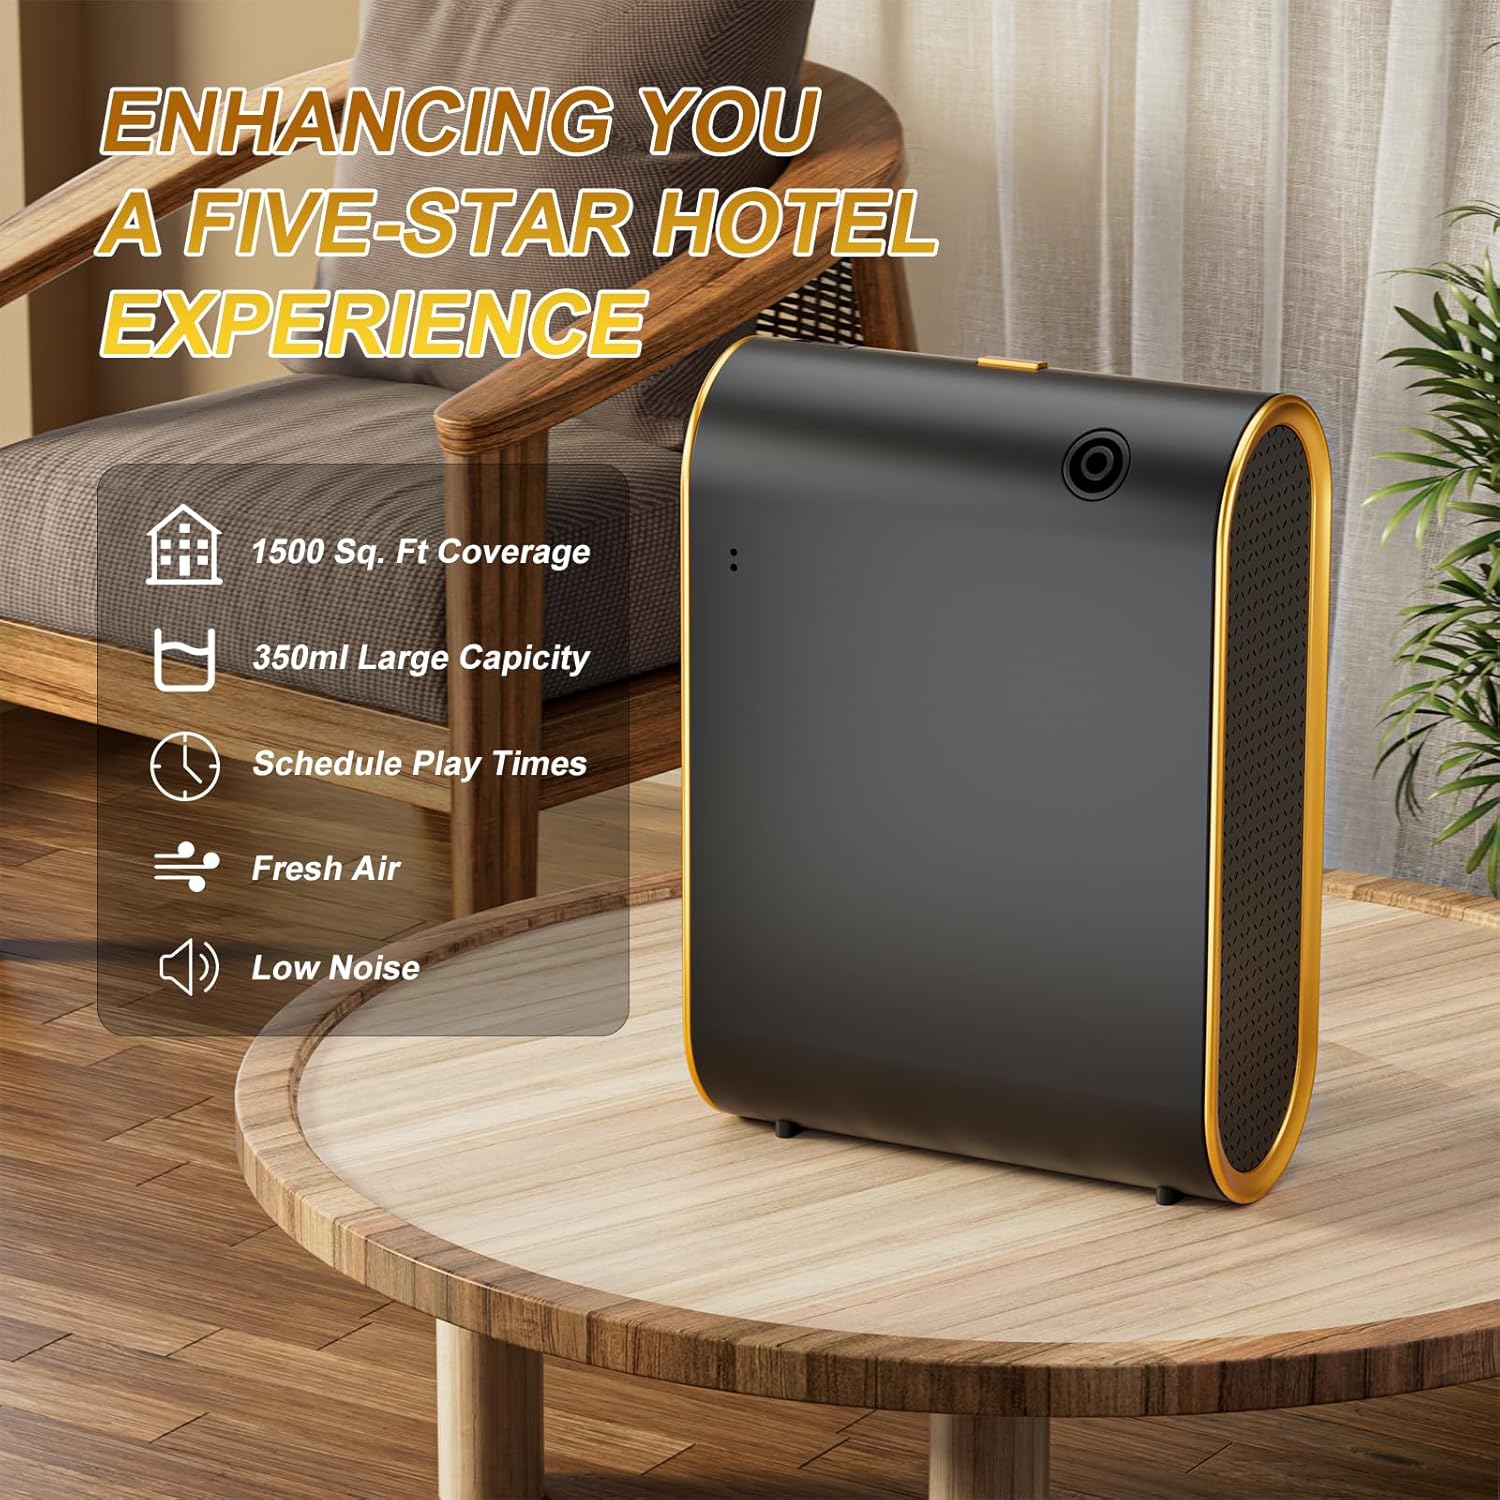 ENHANCING YOU
A FIVE-STAR HOTEL
EXPERIENCE
1500 Sq. Ft Coverage
350ml Large Capicity
Schedule Play Times
Fresh Air
Low Noise